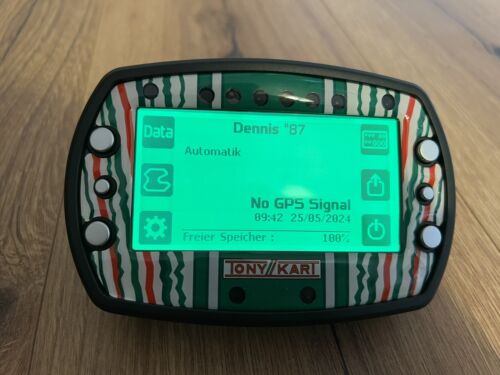 Data
Dennis "87
Automatik
No GPS Signal
09:42 25/05/2024
Freier Speicher : 100%
TONY//KART